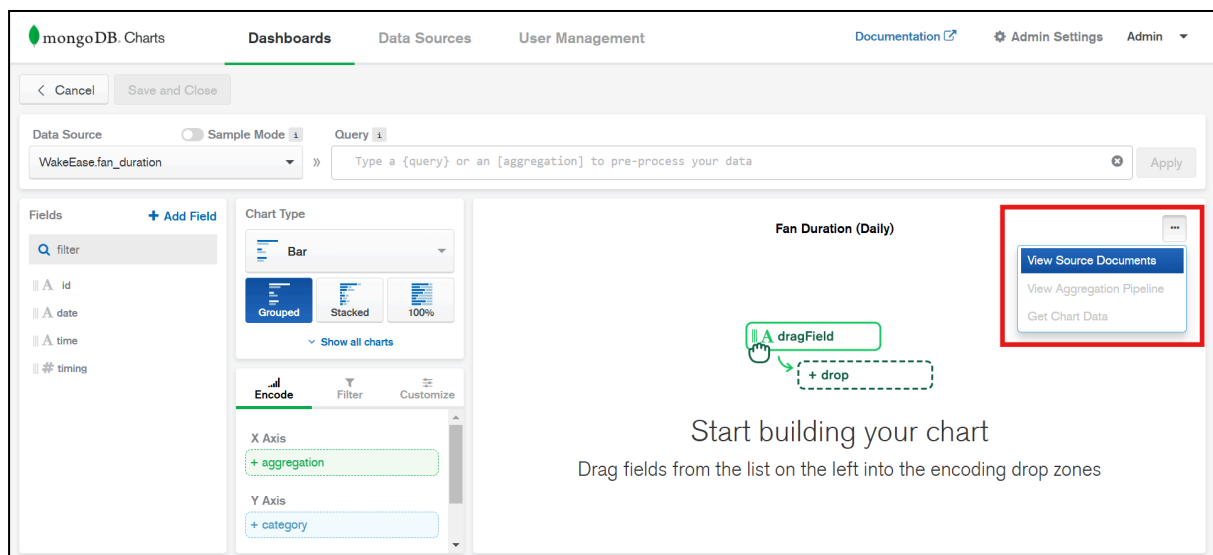 mongoDB. Charts Dashboards Data Sources User Management Documentation Admin Settings Admin
Cancel Save and Close
Data Source Sample Mode i Query i
WakeEase.fan_duration » Type a {query} or an [aggregation] to pre-process your data Apply
Fields + Add Field
filter
A id
A date
A time
# timing
Chart Type
Bar
Grouped Stacked 100%
Show all charts
Encode Filter Customize
X Axis
+ aggregation
Y Axis
+ category
Fan Duration (Daily) ...
View Source Documents
View Aggregation Pipeline
Get Chart Data
A dragField
+ drop
Start building your chart
Drag fields from the list on the left into the encoding drop zones